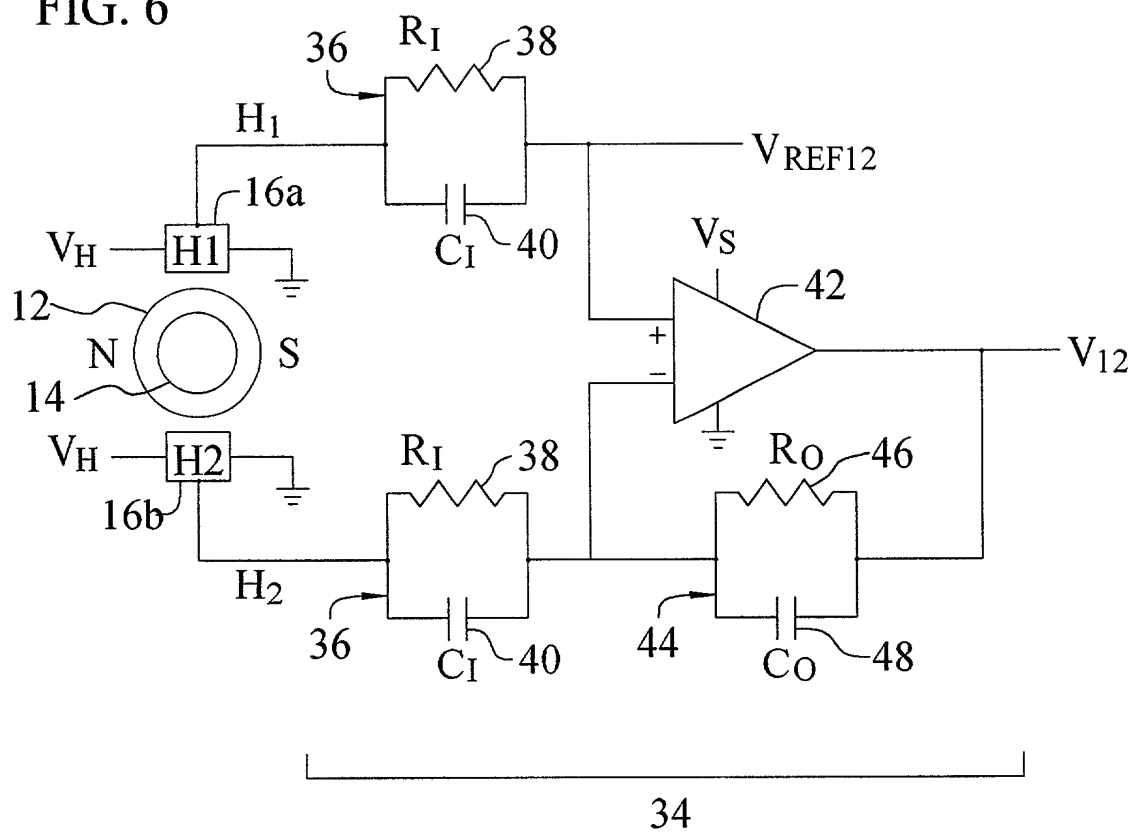 FIG. 6
R_I 38
36
H_1
V_REF12
16a
C_I 40
V_H H1
V_S
42
12
+
N S
−
V_12
14
V_H H2
R_I 38
R_O 46
16b
H_2
36
C_I 40
44
C_O 48
34